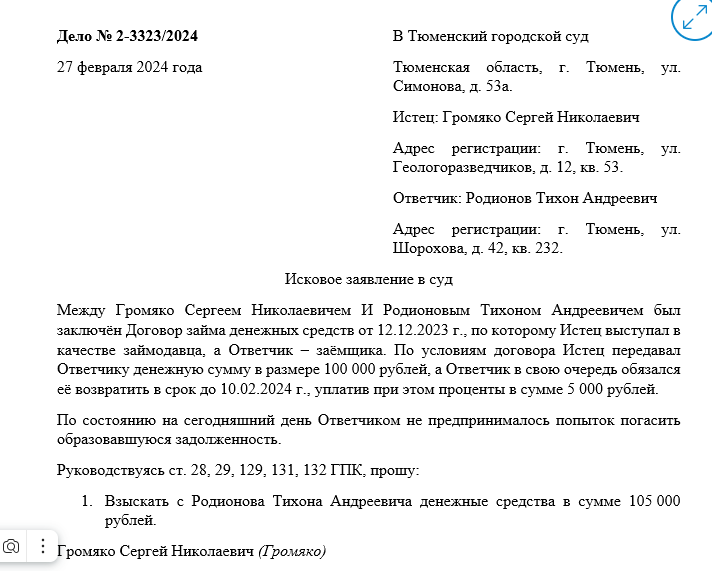 Дело № 2-3323/2024
27 февраля 2024 года
В Тюменский городской суд
Тюменская область, г. Тюмень, ул.
Симонова, д. 53а.
Истец: Громяко Сергей Николаевич
Адрес регистрации: г. Тюмень, ул.
Геологоразведчиков, д. 12, кв. 53.
Ответчик: Родионов Тихон Андреевич
Адрес регистрации: г. Тюмень, ул.
Шорохова, д. 42, кв. 232.
Исковое заявление в суд
Между Громяко Сергеем Николаевичем И Родионовым Тихоном Андреевичем был
заключён Договор займа денежных средств от 12.12.2023 г., по которому Истец выступал в
качестве займодавца, а Ответчик – заёмщика. По условиям договора Истец передавал
Ответчику денежную сумму в размере 100 000 рублей, а Ответчик в свою очередь обязался
её возвратить в срок до 10.02.2024 г., уплатив при этом проценты в сумме 5 000 рублей.
По состоянию на сегодняшний день Ответчиком не предпринималось попыток погасить
образовавшуюся задолженность.
Руководствуясь ст. 28, 29, 129, 131, 132 ГПК, прошу:
1. Взыскать с Родионова Тихона Андреевича денежные средства в сумме 105 000
рублей.
Громяко Сергей Николаевич (Громяко)